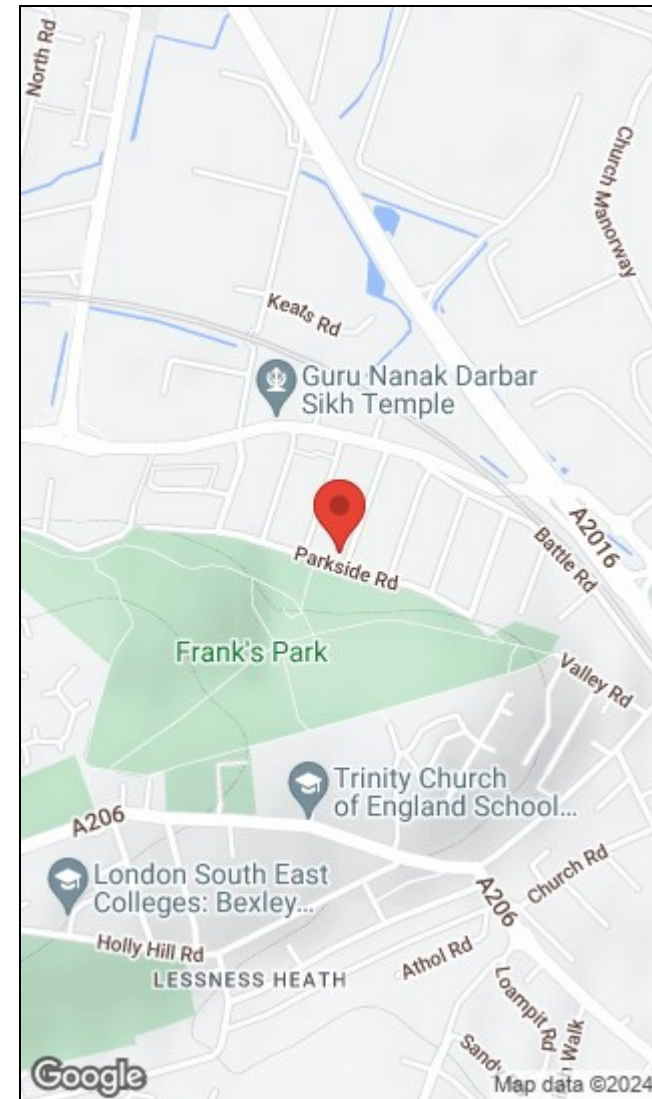 North Rd
Church Manorway
Keats Rd
Guru Nanak Darbar
Sikh Temple
A2016
Battle Rd
Parkside Rd
Frank's Park
Valley Rd
Trinity Church
of England School...
A206
London South East
Colleges: Bexley...
A206
Church Rd
Holly Hill Rd
LESSNESS HEATH
Athol Rd
Loampit Rd
Walk
Google
Map data ©2024